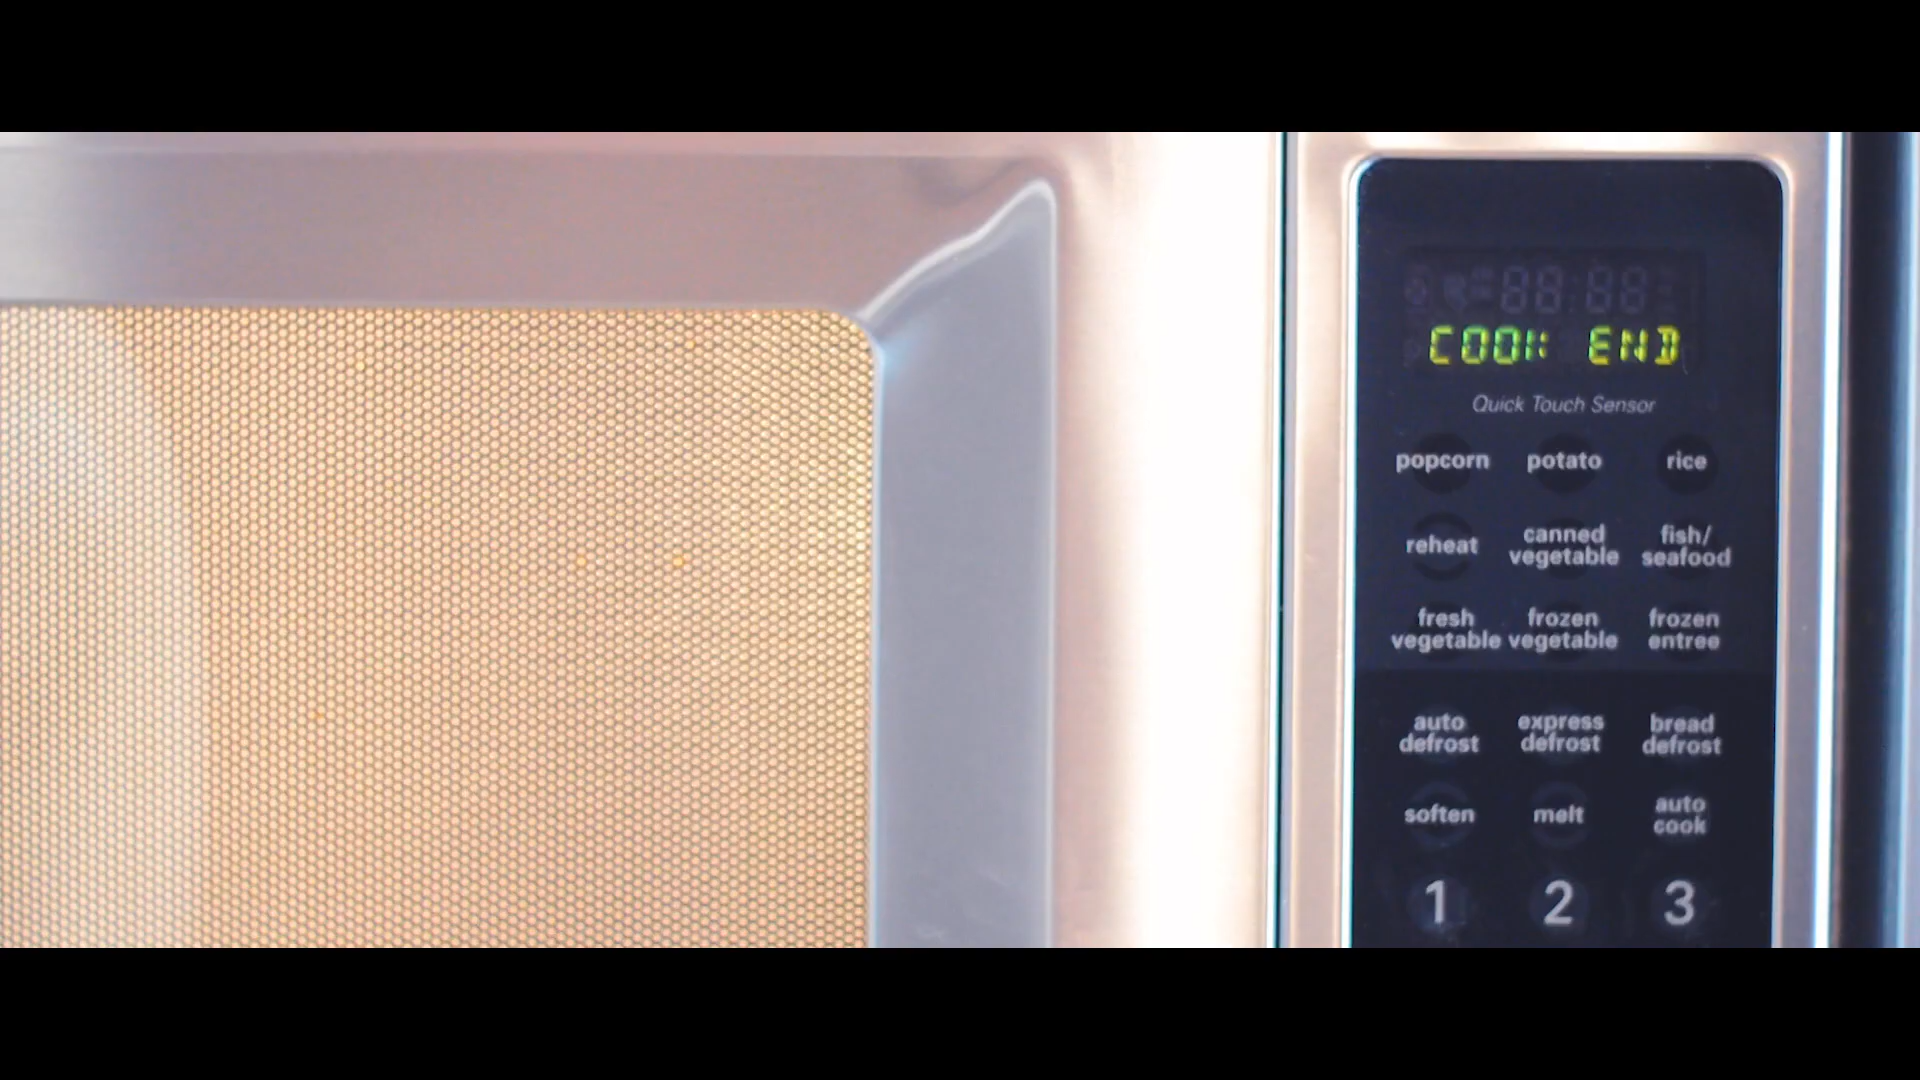 COOK END
Quick Touch Sensor
popcorn potato rice
reheat canned vegetable fish/ seafood
fresh vegetable frozen vegetable frozen entree
auto defrost express defrost bread defrost
soften melt auto cook
1 2 3